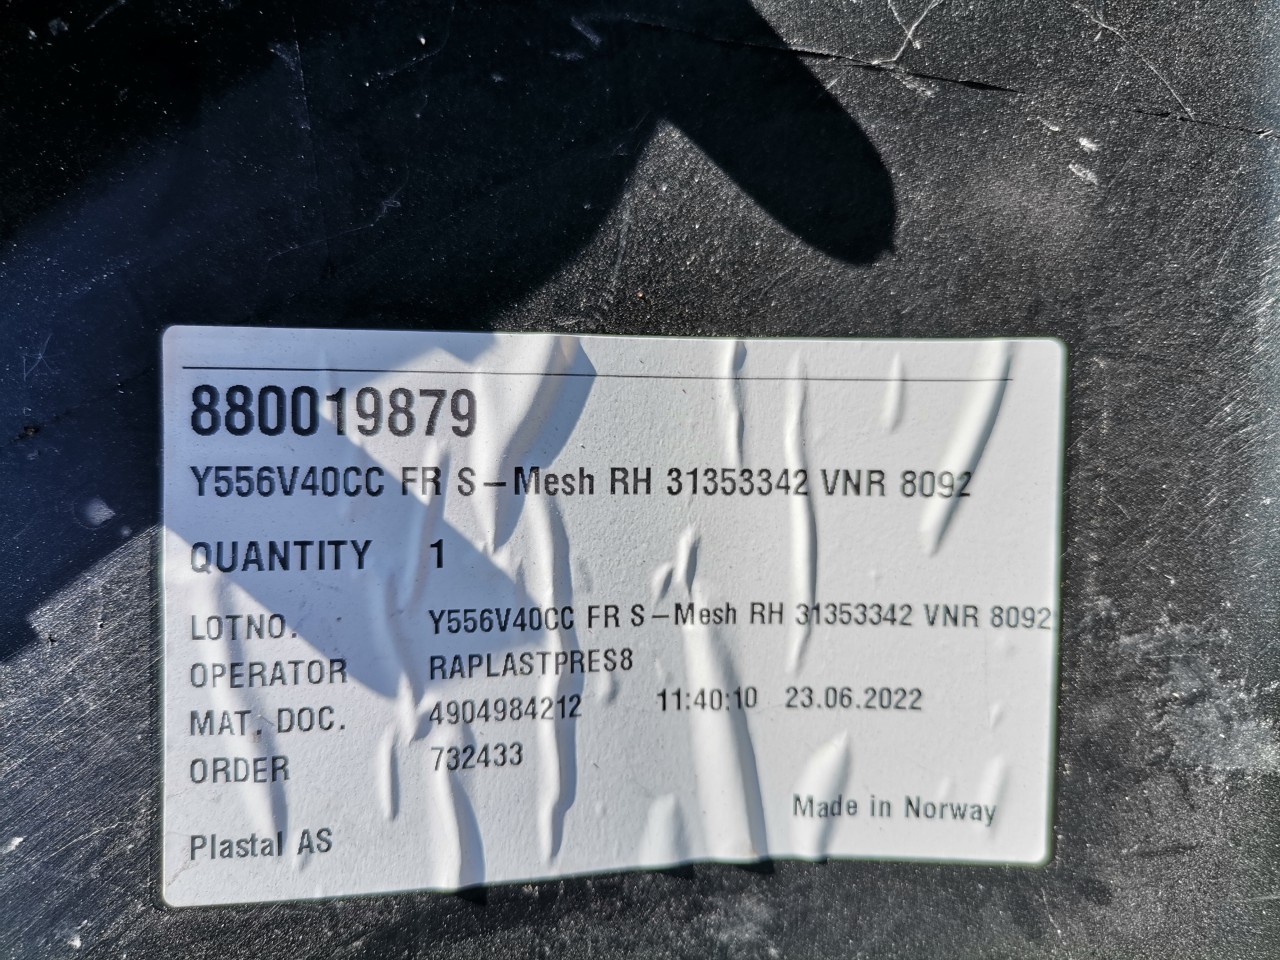 880019879
Y556V40CC FR S-Mesh RH 31353342 VNR 8092
QUANTITY 1
LOTNO. Y556V40CC FR S-Mesh RH 31353342 VNR 8092
OPERATOR RAPLASTPRES8
MAT. DOC. 4904984212 11:40:10 23.06.2022
ORDER 732433
Made in Norway
Plastal AS